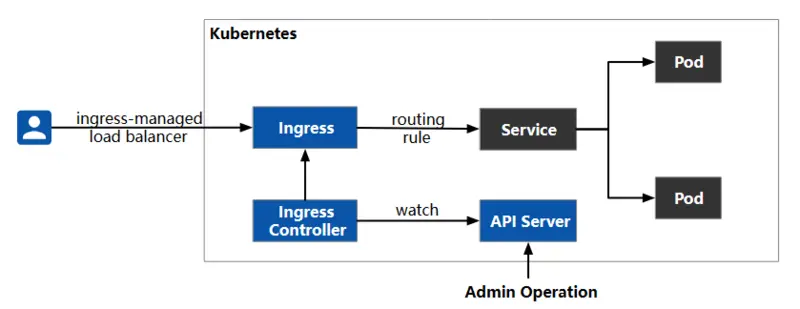 Kubernetes
Pod
ingress-managed
load balancer
Ingress
routing
rule
Service
Pod
Ingress
Controller
watch
API Server
Admin Operation